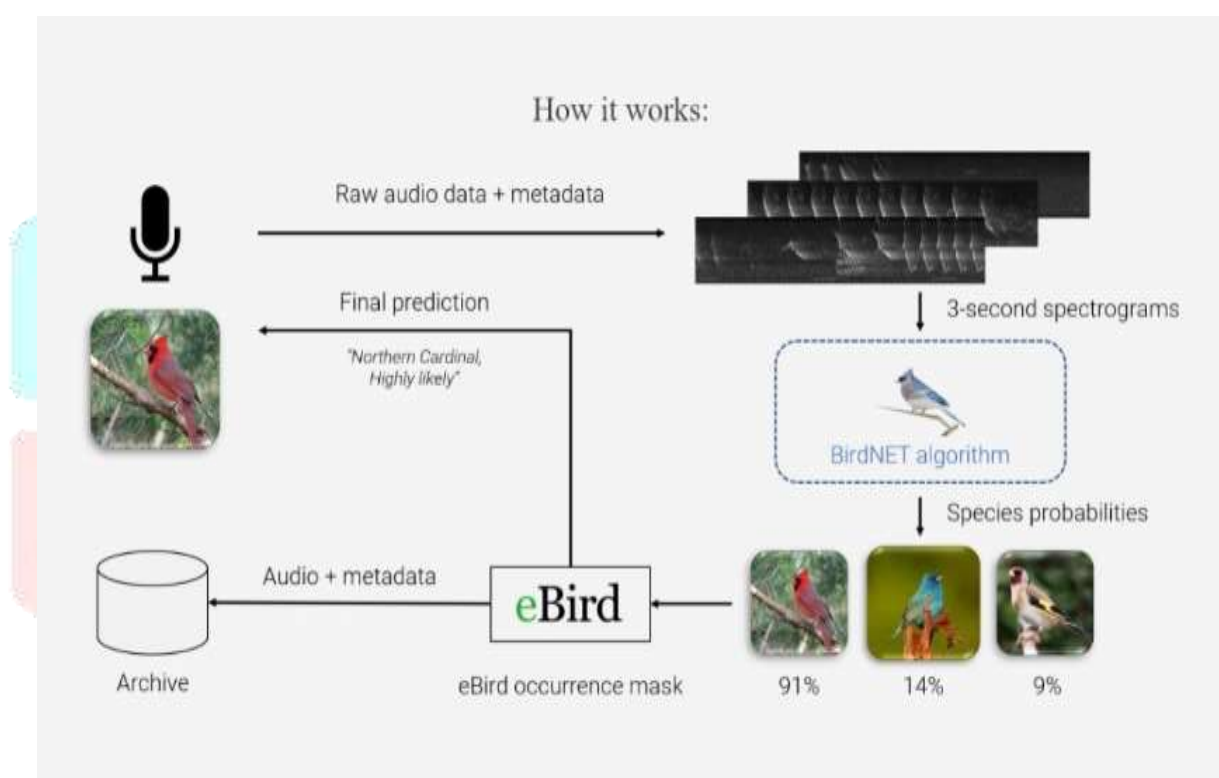 How it works:
Raw audio data + metadata
Final prediction
"Northern Cardinal,
Highly likely"
3-second spectrograms
BirdNET algorithm
Species probabilities
Audio + metadata
eBird
Archive
eBird occurrence mask
91%
14%
9%